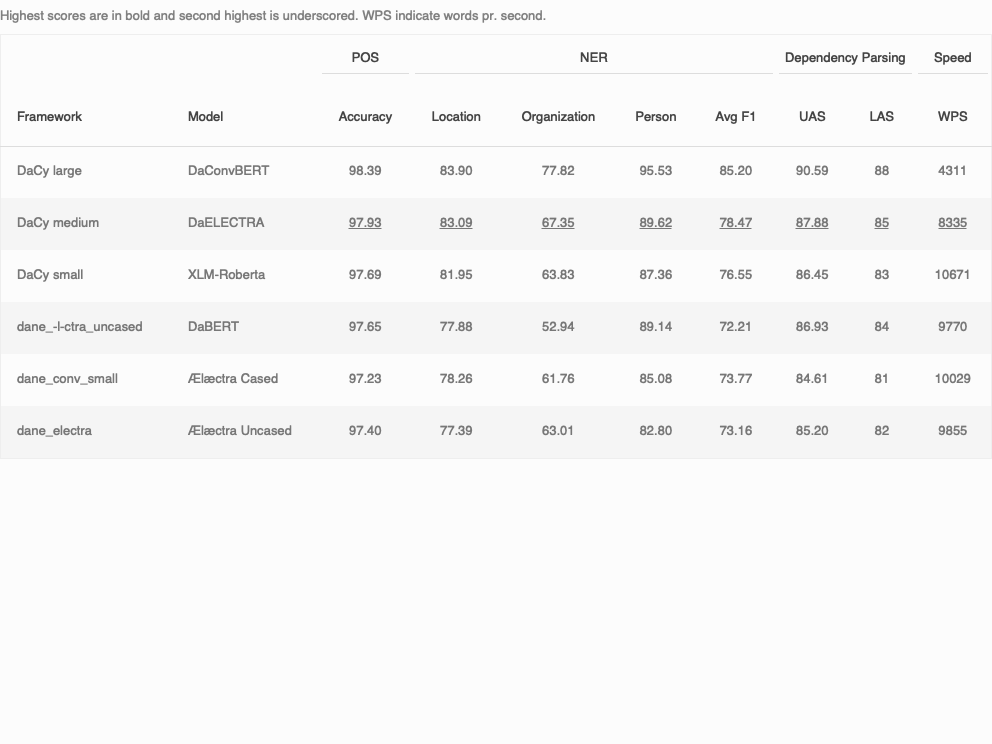 Highest scores are in bold and second highest is underscored. WPS indicate words pr. second.
POS NER Dependency Parsing Speed
Framework Model Accuracy Location Organization Person Avg F1 UAS LAS WPS
DaCy large DaConvBERT 98.39 83.90 77.82 95.53 85.20 90.59 88 4311
DaCy medium DaELECTRA 97.93 83.09 67.35 89.62 78.47 87.88 85 8335
DaCy small XLM-Roberta 97.69 81.95 63.83 87.36 76.55 86.45 83 10671
dane_-l-ctra_uncased DaBERT 97.65 77.88 52.94 89.14 72.21 86.93 84 9770
dane_conv_small Ælæctra Cased 97.23 78.26 61.76 85.08 73.77 84.61 81 10029
dane_electra Ælæctra Uncased 97.40 77.39 63.01 82.80 73.16 85.20 82 9855